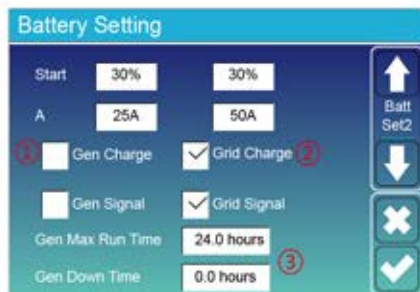 Battery Setting
Start 30% 30%
A 25A 50A
Batt
Set2
① Gen Charge Grid Charge ②
Gen Signal Grid Signal
Gen Max Run Time 24.0 hours
③
Gen Down Time 0.0 hours